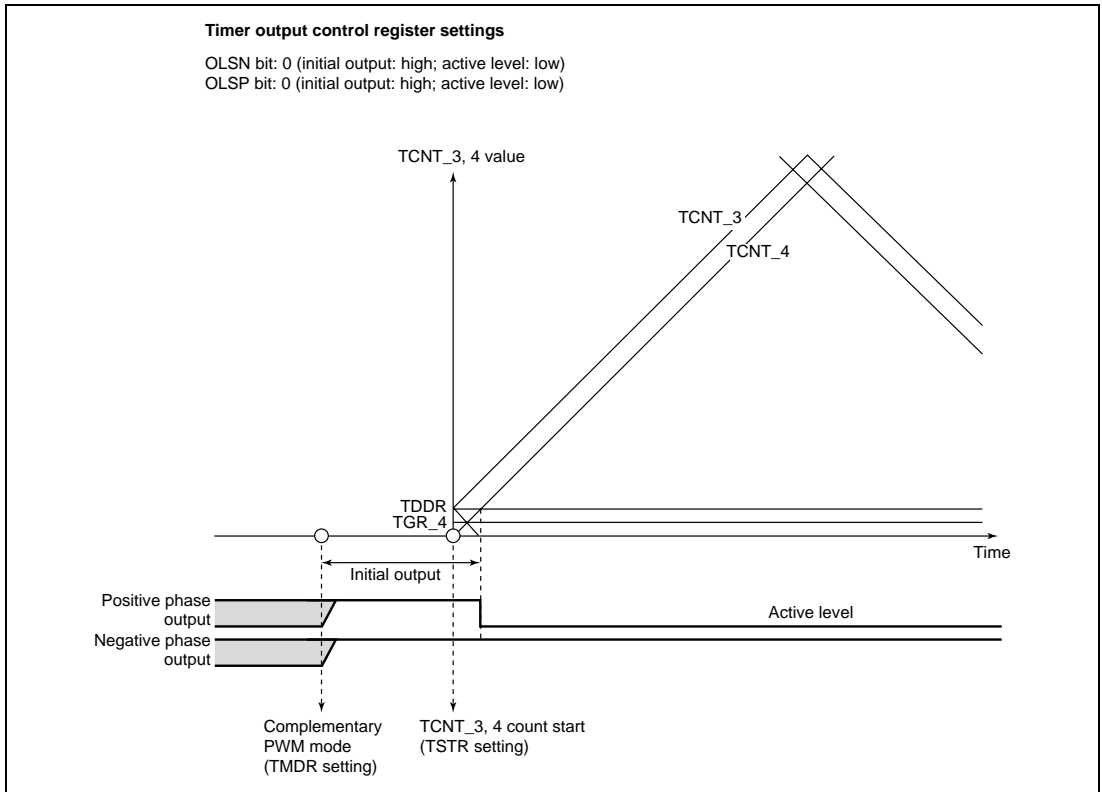 Timer output control register settings
OLSN bit: 0 (initial output: high; active level: low)
OLSP bit: 0 (initial output: high; active level: low)
TCNT_3, 4 value
TCNT_3
TCNT_4
TDDR
TGR_4
Time
Initial output
Positive phase
output
Active level
Negative phase
output
Complementary
PWM mode
(TMDR setting)
TCNT_3, 4 count start
(TSTR setting)